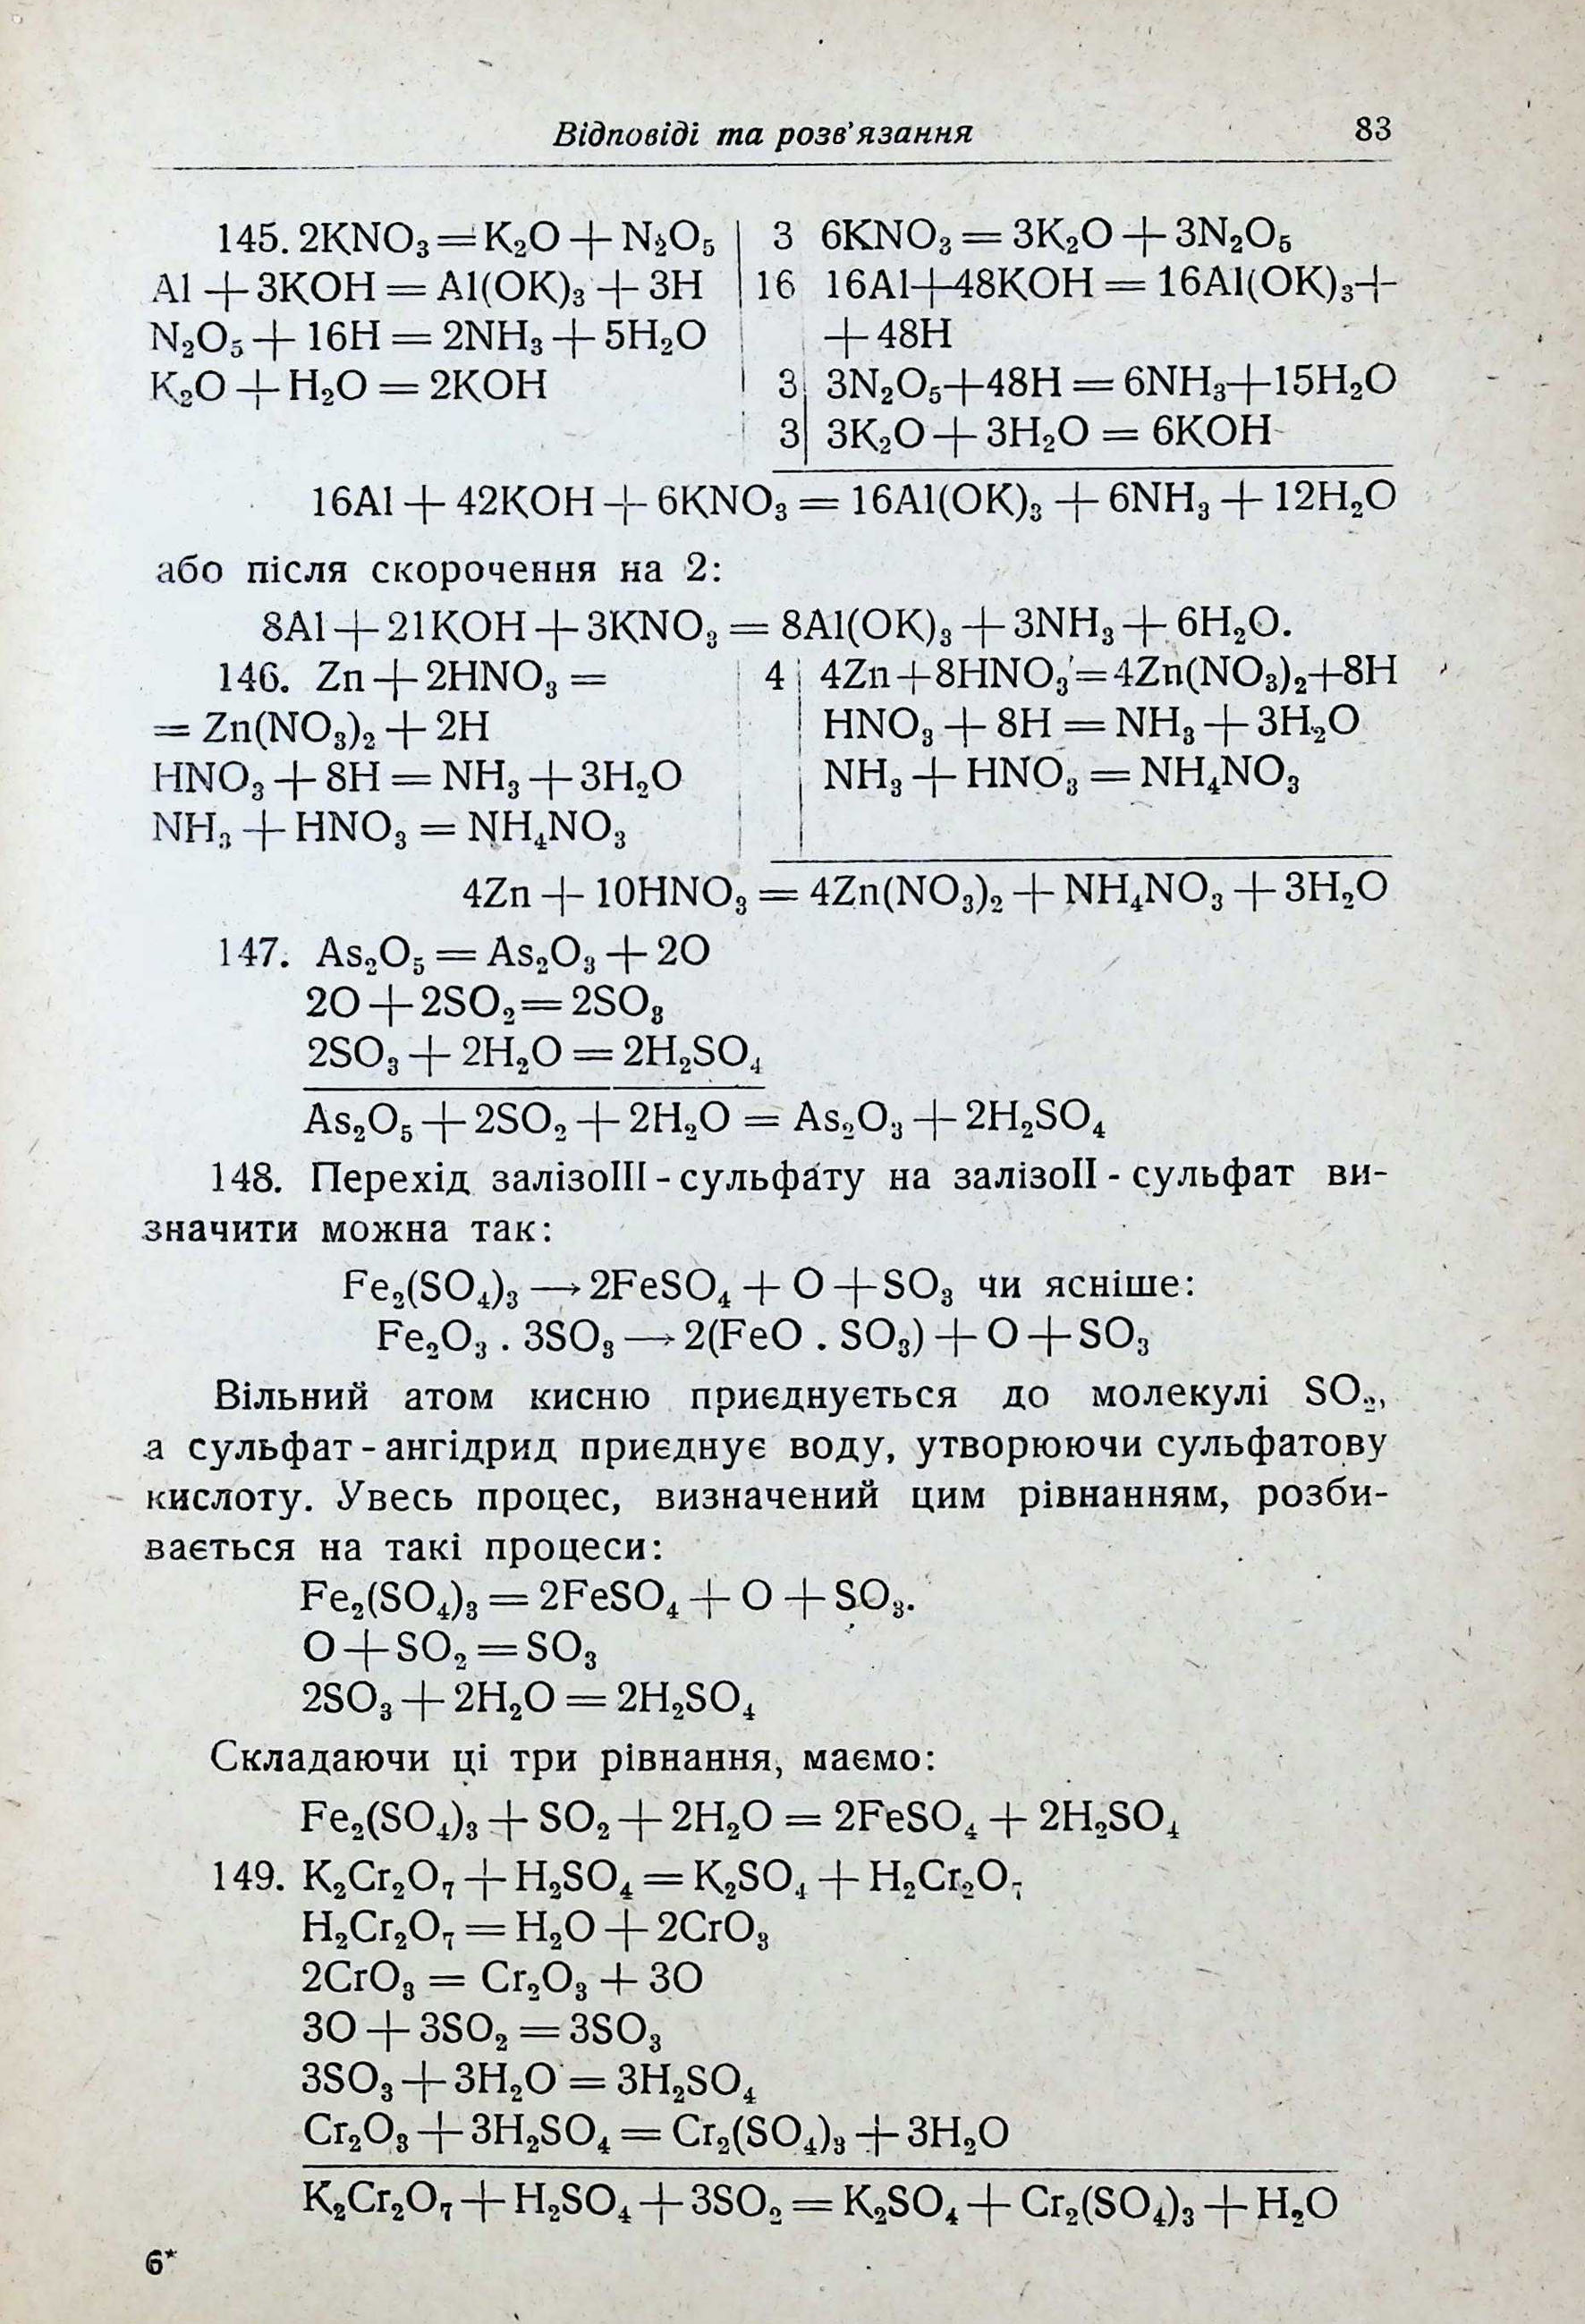 Відповіді та розв'язання 83
145. 2KNO₃ = K₂O + N₂O₅ | 3 6KNO₃ = 3K₂O + 3N₂O₅
Al + 3KOH = Al(OK)₃ + 3H | 16 16Al + 48KOH = 16Al(OK)₃ +
N₂O₅ + 16H = 2NH₃ + 5H₂O | + 48H
K₂O + H₂O = 2KOH | 3 | 3N₂O₅ + 48H = 6NH₃ + 15H₂O
3 | 3K₂O + 3H₂O = 6KOH
16Al + 42KOH + 6KNO₃ = 16Al(OK)₃ + 6NH₃ + 12H₂O
або після скорочення на 2:
8Al + 21KOH + 3KNO₃ = 8Al(OK)₃ + 3NH₃ + 6H₂O.
146. Zn + 2HNO₃ = | 4 | 4Zn + 8HNO₃ = 4Zn(NO₃)₂ + 8H
= Zn(NO₃)₂ + 2H | HNO₃ + 8H = NH₃ + 3H₂O
HNO₃ + 8H = NH₃ + 3H₂O | NH₃ + HNO₃ = NH₄NO₃
NH₃ + HNO₃ = NH₄NO₃
4Zn + 10HNO₃ = 4Zn(NO₃)₂ + NH₄NO₃ + 3H₂O
147. As₂O₅ = As₂O₃ + 2O
2O + 2SO₂ = 2SO₃
2SO₃ + 2H₂O = 2H₂SO₄
As₂O₅ + 2SO₂ + 2H₂O = As₂O₃ + 2H₂SO₄
148. Перехід залізоIII - сульфату на залізоII - сульфат ви-
значити можна так:
Fe₂(SO₄)₃ → 2FeSO₄ + O + SO₃ чи ясніше:
Fe₂O₃ . 3SO₃ → 2(FeO . SO₃) + O + SO₃
Вільний атом кисню приєднується до молекулі SO₂,
а сульфат - ангідрид приєднує воду, утворюючи сульфатову
кислоту. Увесь процес, визначений цим рівнанням, розби-
вається на такі процеси:
Fe₂(SO₄)₃ = 2FeSO₄ + O + SO₃.
O + SO₂ = SO₃
2SO₃ + 2H₂O = 2H₂SO₄
Складаючи ці три рівнання, маємо:
Fe₂(SO₄)₃ + SO₂ + 2H₂O = 2FeSO₄ + 2H₂SO₄
149. K₂Cr₂O₇ + H₂SO₄ = K₂SO₄ + H₂Cr₂O₇
H₂Cr₂O₇ = H₂O + 2CrO₃
2CrO₃ = Cr₂O₃ + 3O
3O + 3SO₂ = 3SO₃
3SO₃ + 3H₂O = 3H₂SO₄
Cr₂O₃ + 3H₂SO₄ = Cr₂(SO₄)₃ + 3H₂O
K₂Cr₂O₇ + H₂SO₄ + 3SO₂ = K₂SO₄ + Cr₂(SO₄)₃ + H₂O
6*